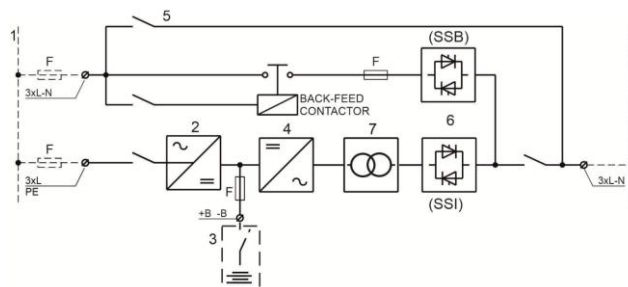 5
1
(SSB)
F
F
3xL-N
BACK-FEED
CONTACTOR
2
4
7
6
F
3xL
PE
F
3xL-N
+B -B
(SSI)
3